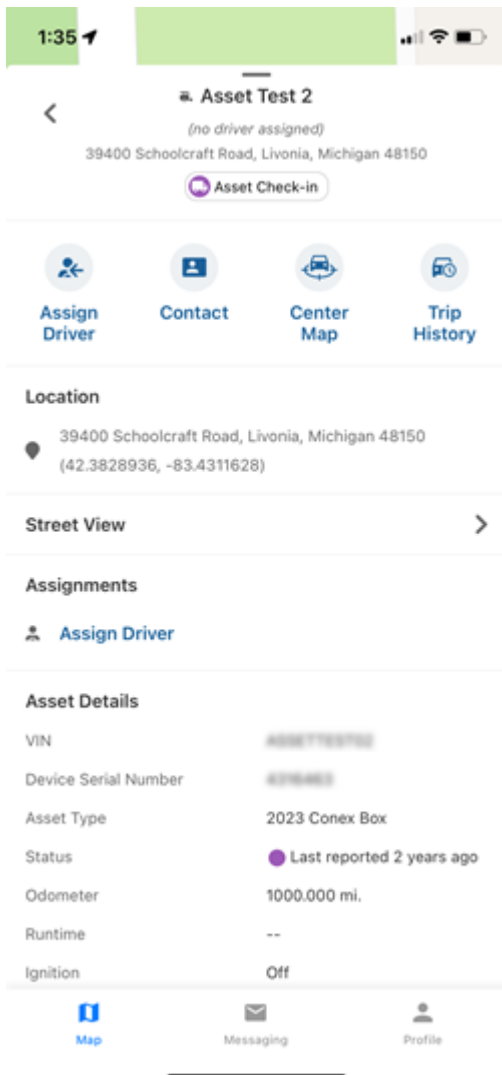 1:35
Asset Test 2
(no driver assigned)
39400 Schoolcraft Road, Livonia, Michigan 48150
Asset Check-in
Assign Driver
Contact
Center Map
Trip History
Location
39400 Schoolcraft Road, Livonia, Michigan 48150
(42.3828936, -83.4311628)
Street View
Assignments
Assign Driver
Asset Details
VIN
Device Serial Number
Asset Type 2023 Conex Box
Status Last reported 2 years ago
Odometer 1000.000 mi.
Runtime --
Ignition Off
Map Messaging Profile